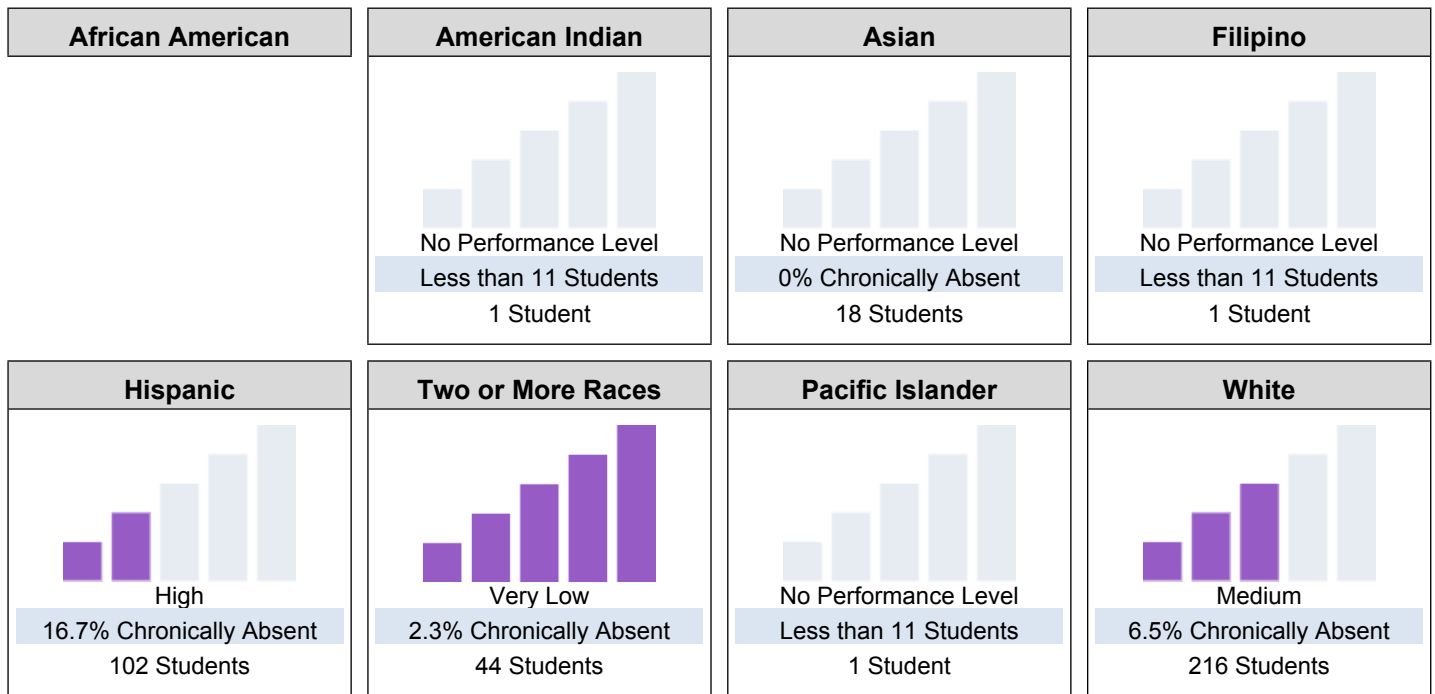 African American
American Indian
No Performance Level
Less than 11 Students
1 Student
Asian
No Performance Level
0% Chronically Absent
18 Students
Filipino
No Performance Level
Less than 11 Students
1 Student
Hispanic
High
16.7% Chronically Absent
102 Students
Two or More Races
Very Low
2.3% Chronically Absent
44 Students
Pacific Islander
No Performance Level
Less than 11 Students
1 Student
White
Medium
6.5% Chronically Absent
216 Students